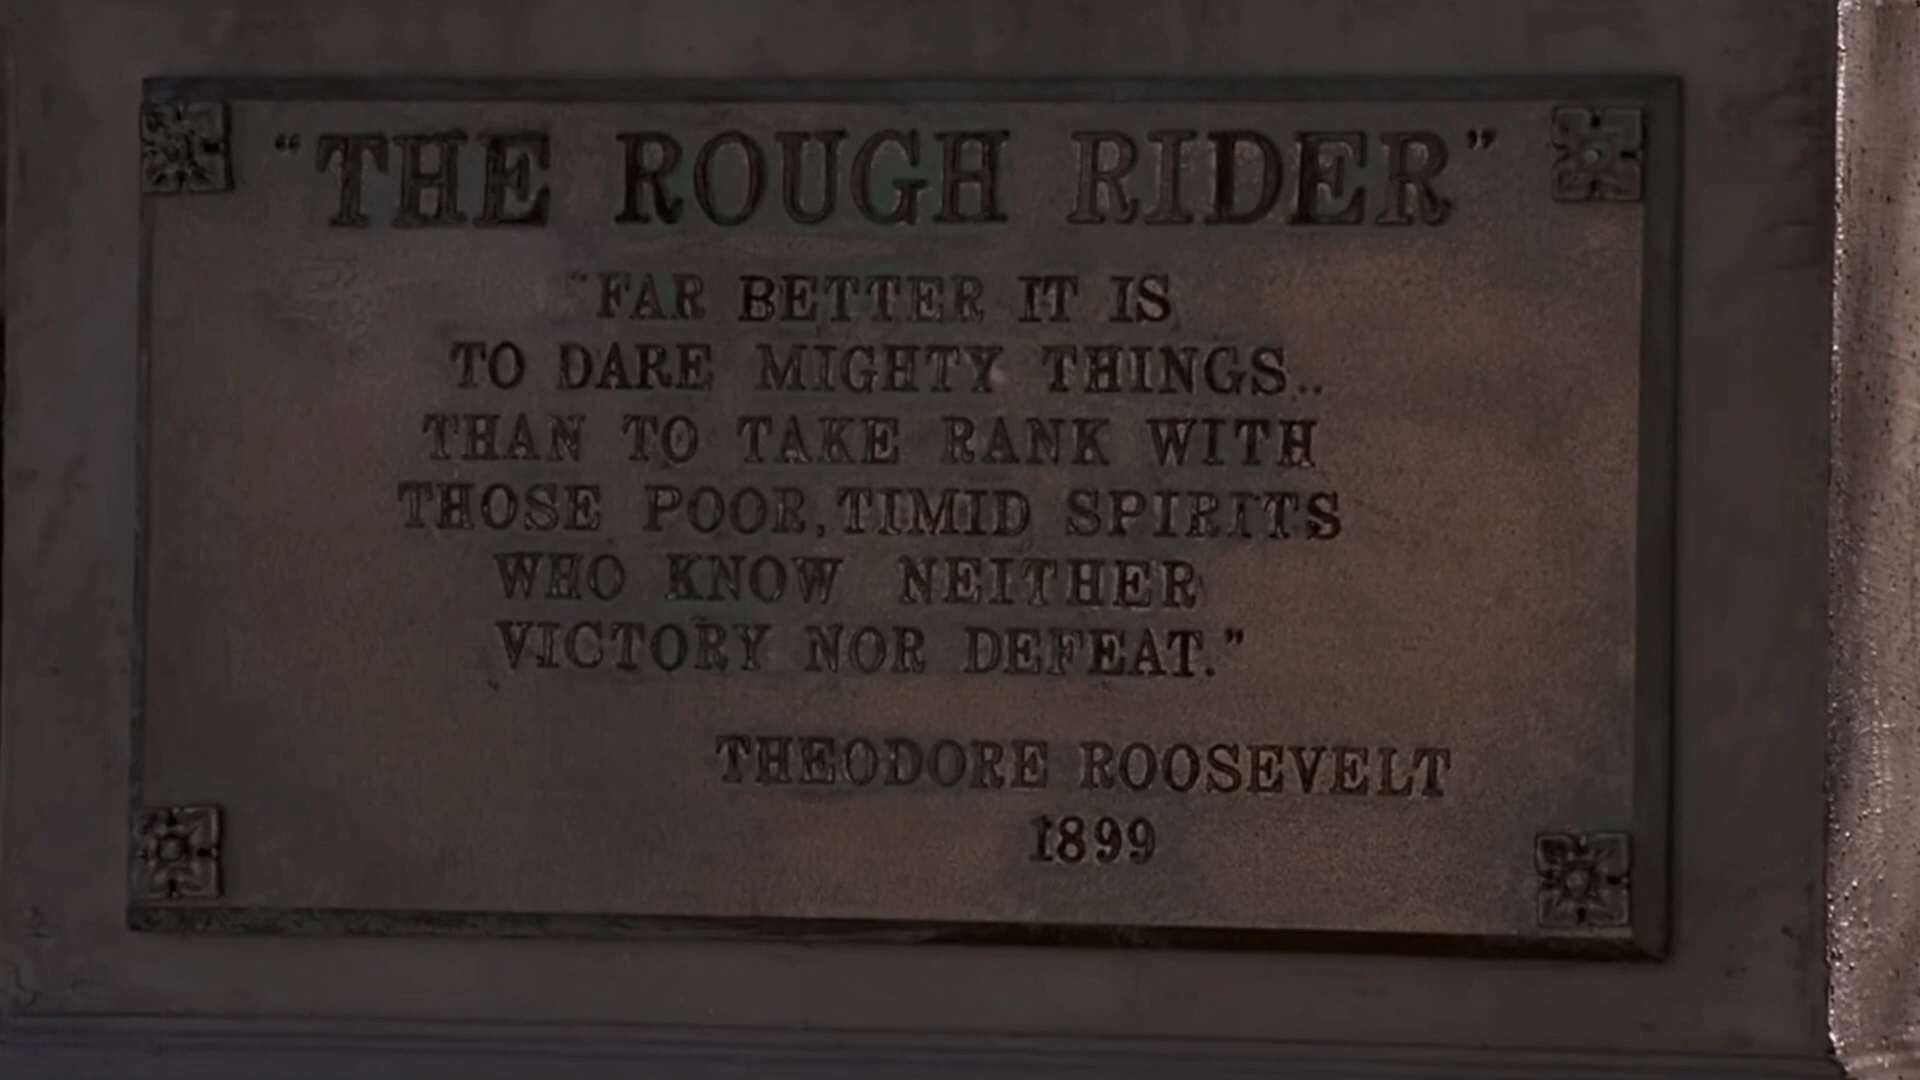 “THE ROUGH RIDER”
“FAR BETTER IT IS
TO DARE MIGHTY THINGS..
THAN TO TAKE RANK WITH
THOSE POOR, TIMID SPIRITS
WHO KNOW NEITHER
VICTORY NOR DEFEAT.”
THEODORE ROOSEVELT
1899